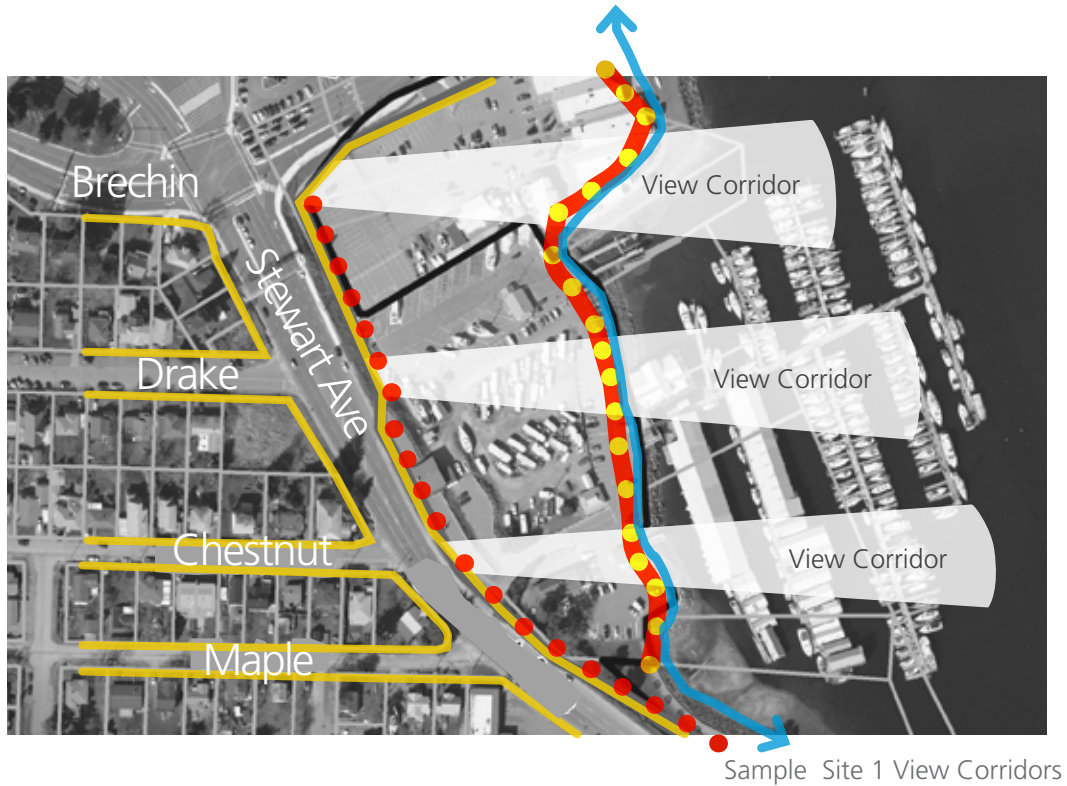 Brechin
View Corridor
Stewart Ave
Drake
View Corridor
Chestnut
View Corridor
Maple
Sample Site 1 View Corridors